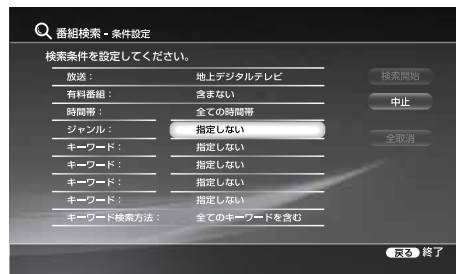 番組検索 - 条件設定
検索条件を設定してください。
放送： 地上デジタルテレビ
有料番組： 含まない
時間帯： 全ての時間帯
ジャンル： 指定しない
キーワード： 指定しない
キーワード： 指定しない
キーワード： 指定しない
キーワード： 指定しない
キーワード検索方法： 全てのキーワードを含む
検索開始
中止
全取消
戻る 終了